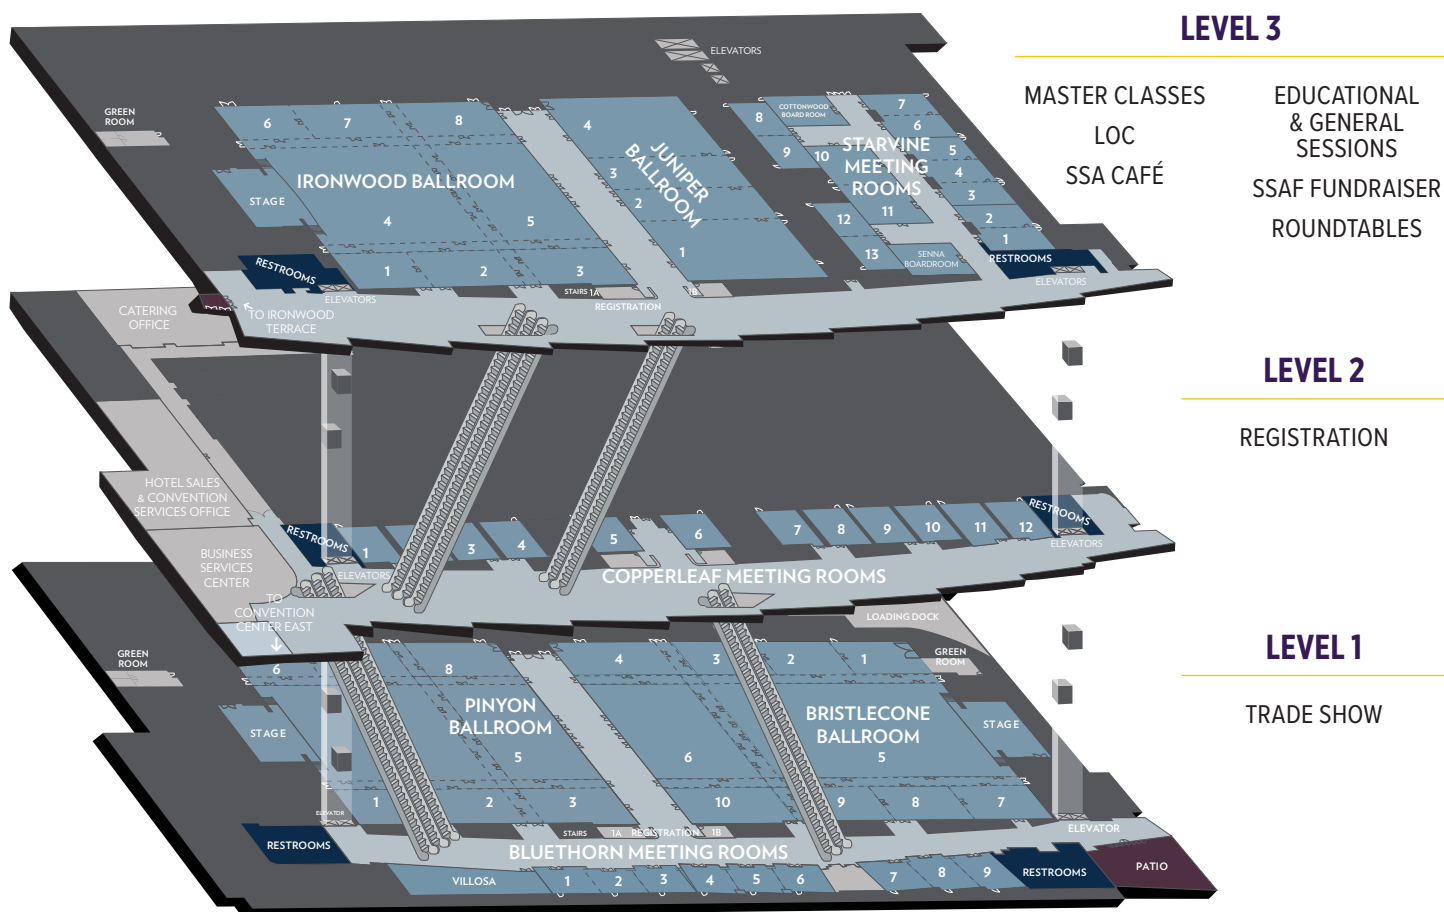 LEVEL 3
MASTER CLASSES
LOC
SSA CAFÉ
EDUCATIONAL
& GENERAL
SESSIONS
SSAF FUNDRAISER
ROUNDTABLES
ELEVATORS
GREEN
ROOM
6
7
8
4
3
2
1
JUNIPER
BALLROOM
IRONWOOD BALLROOM
STAGE
4
5
1
2
3
RESTROOMS
ELEVATORS
STAIRS
1A
1B
REGISTRATION
TO IRONWOOD
TERRACE
COTTONWOOD
BOARD ROOM
8
9
10
STARVINE
MEETING
ROOMS
7
6
5
4
3
2
1
11
12
13
SENNA
BOARDROOM
RESTROOMS
ELEVATORS
LEVEL 2
REGISTRATION
CATERING
OFFICE
HOTEL SALES
& CONVENTION
SERVICES OFFICE
BUSINESS
SERVICES
CENTER
TO
CONVENTION
CENTER EAST
RESTROOMS
ELEVATORS
1
3
4
5
6
7
8
9
10
11
12
RESTROOMS
ELEVATORS
COPPERLEAF MEETING ROOMS
LEVEL 1
TRADE SHOW
LOADING DOCK
GREEN
ROOM
6
8
4
3
2
1
GREEN
ROOM
STAGE
PINYON
BALLROOM
5
6
BRISTLECONE
BALLROOM
5
STAGE
1
2
3
10
9
8
7
ELEVATOR
STAIRS
1A
REGISTRATION
1B
ELEVATOR
RESTROOMS
BLUETHORN MEETING ROOMS
VILLOSA
1
2
3
4
5
6
7
8
9
RESTROOMS
PATIO